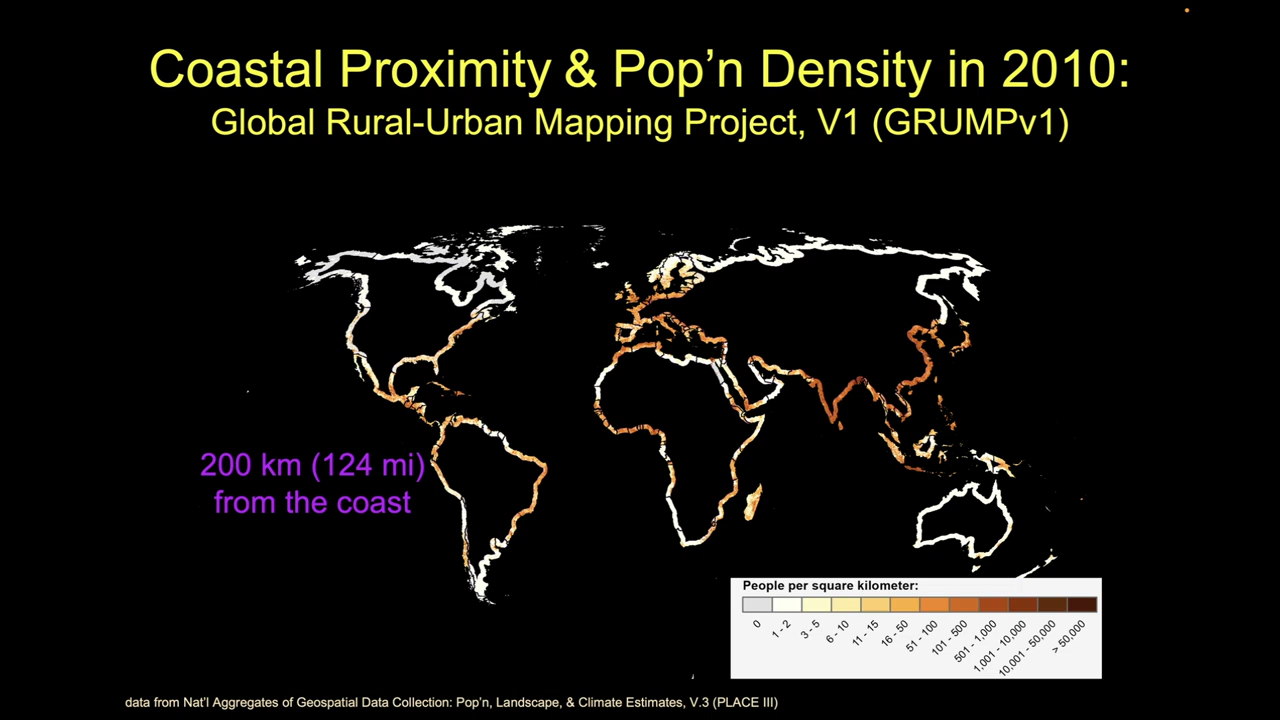 Coastal Proximity & Pop’n Density in 2010:
Global Rural-Urban Mapping Project, V1 (GRUMPv1)
200 km (124 mi)
from the coast
People per square kilometer:
0
1 - 2
3 - 5
6 - 10
11 - 15
16 - 50
51 - 100
101 - 500
501 - 1,000
1,001 - 10,000
10,001 - 50,000
> 50,000
data from Nat’l Aggregates of Geospatial Data Collection: Pop’n, Landscape, & Climate Estimates, V.3 (PLACE III)